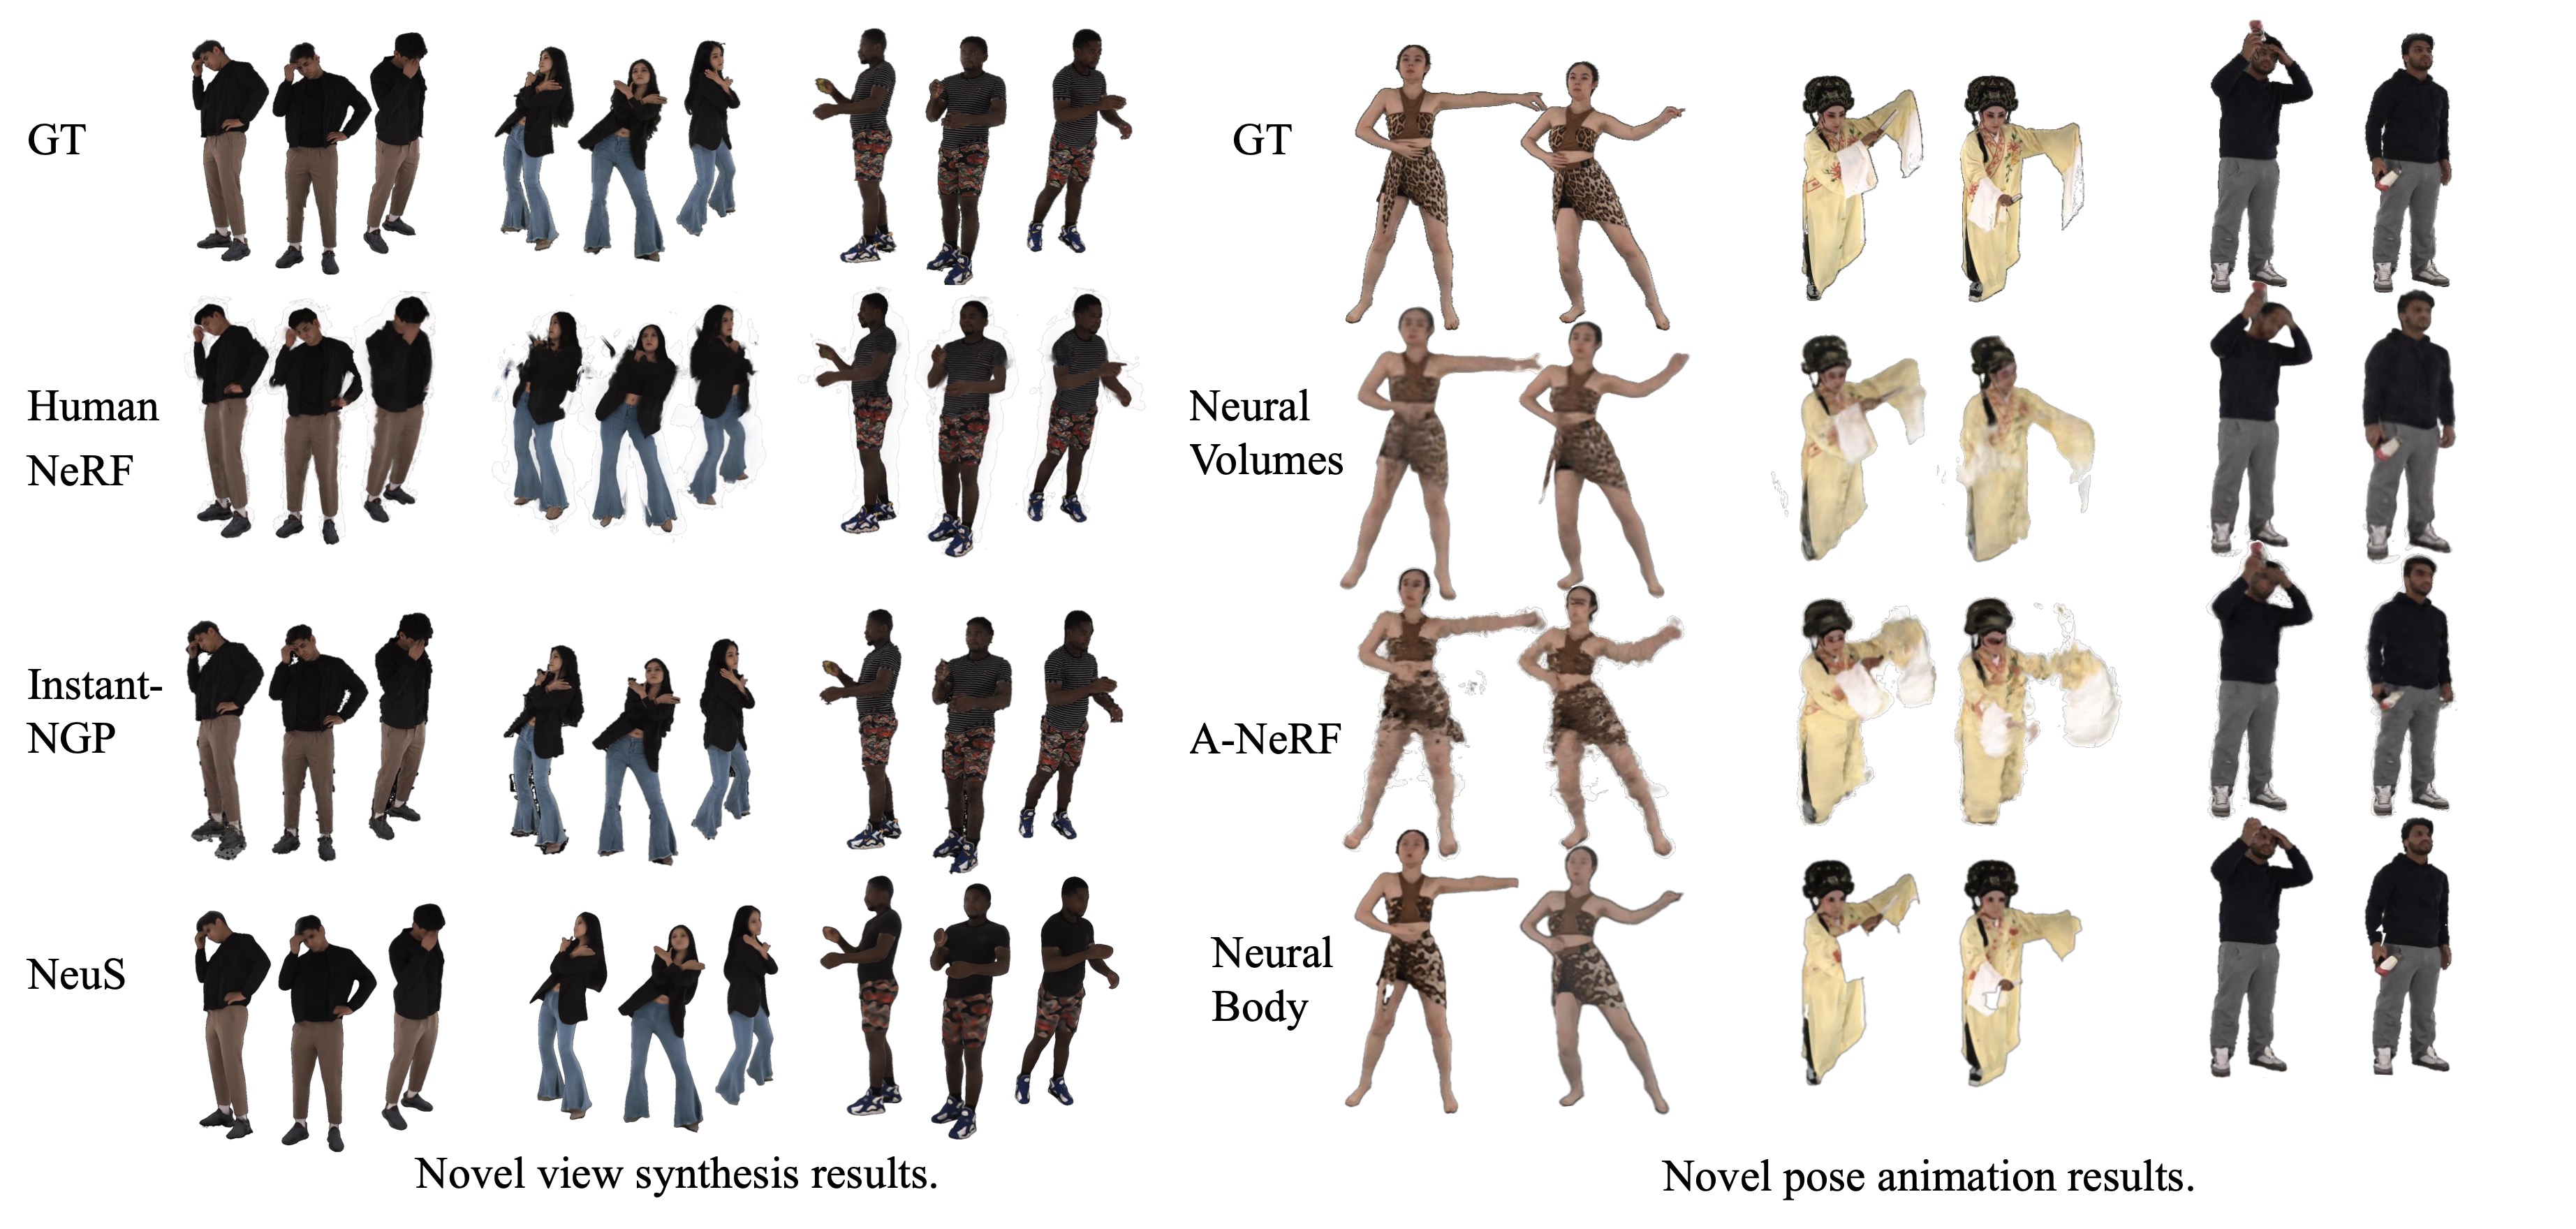 GT
Human
NeRF
Instant-
NGP
NeuS
Novel view synthesis results.
GT
Neural
Volumes
A-NeRF
Neural
Body
Novel pose animation results.